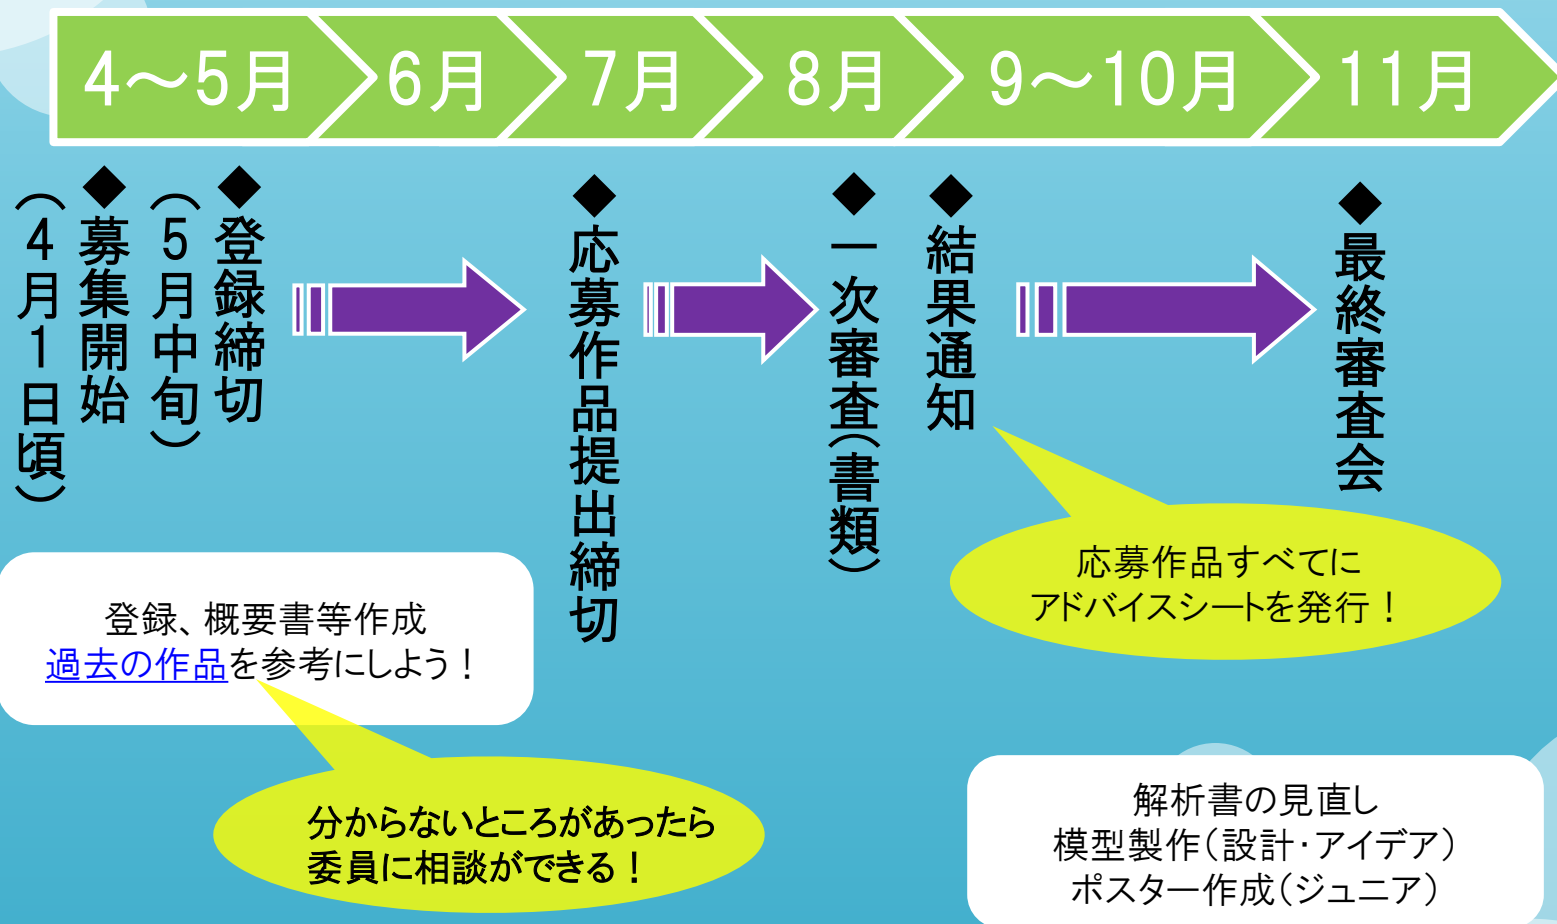 4～5月
6月
7月
8月
9～10月
11月
◆募集開始
（4月1日頃）
◆登録締切
（5月中旬）
◆応募作品提出締切
◆一次審査（書類）
◆結果通知
◆最終審査会
応募作品すべてに
アドバイスシートを発行！
登録、概要書等作成
過去の作品を参考にしよう！
分からないところがあったら
委員に相談ができる！
解析書の見直し
模型製作（設計・アイデア）
ポスター作成（ジュニア）